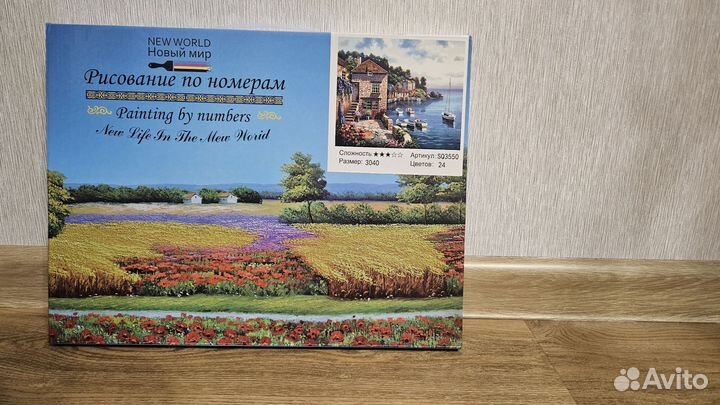 NEW WORLD
Новый мир
Рисование по номерам
Painting by numbers
New Life In The Mew World
Сложность ★★★☆☆ Артикул: SQ3550
Размер: 3040 Цветов: 24
Avito